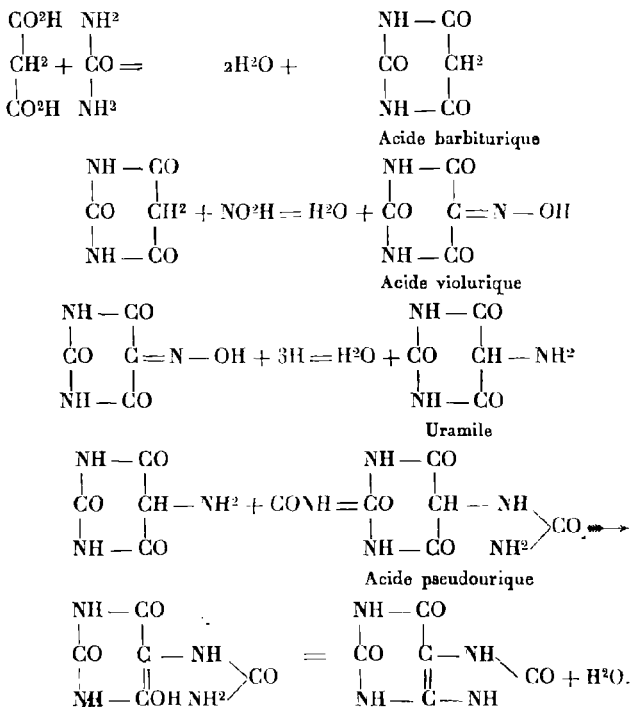 CO²H NH² NH — CO
CH² + CO = 2H²O + CO CH²
CO²H NH² NH — CO
Acide barbiturique
NH — CO NH — CO
CO CH² + NO²H = H²O + CO C = N — OH
NH — CO NH — CO
Acide violurique
NH — CO NH — CO
CO C = N — OH + 3H = H²O + CO CH — NH²
NH — CO NH — CO
Uramile
NH — CO NH — CO
CO CH — NH² + CONH = CO CH — NH
CO
NH — CO NH — CO NH²
Acide pseudourique
NH — CO NH — CO
CO C — NH = CO C — NH
CO CO + H²O.
NH — COH NH² NH — C — NH